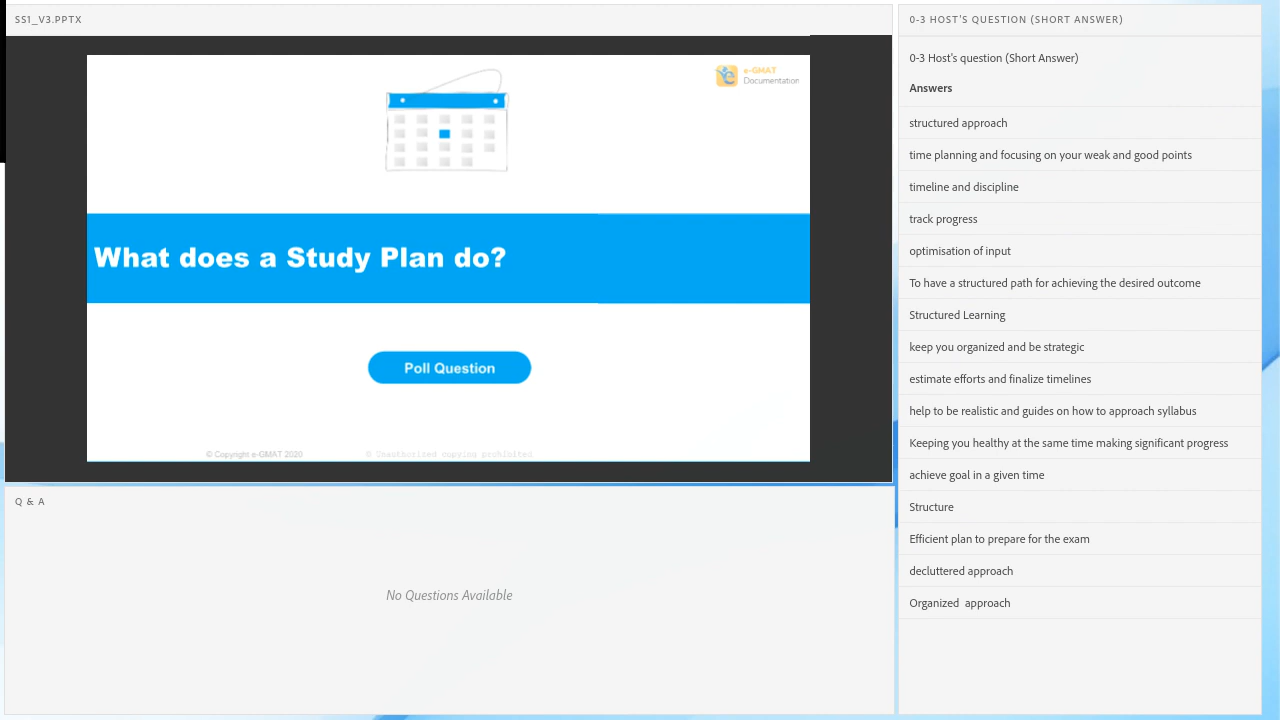 SS1_V3.PPTX
e-GMAT
Documentation
What does a Study Plan do?
Poll Question
© Copyright e-GMAT 2020
© Unauthorized copying prohibited
Q & A
No Questions Available
0-3 HOST'S QUESTION (SHORT ANSWER)
0-3 Host's question (Short Answer)
Answers
structured approach
time planning and focusing on your weak and good points
timeline and discipline
track progress
optimisation of input
To have a structured path for achieving the desired outcome
Structured Learning
keep you organized and be strategic
estimate efforts and finalize timelines
help to be realistic and guides on how to approach syllabus
Keeping you healthy at the same time making significant progress
achieve goal in a given time
Structure
Efficient plan to prepare for the exam
decluttered approach
Organized  approach